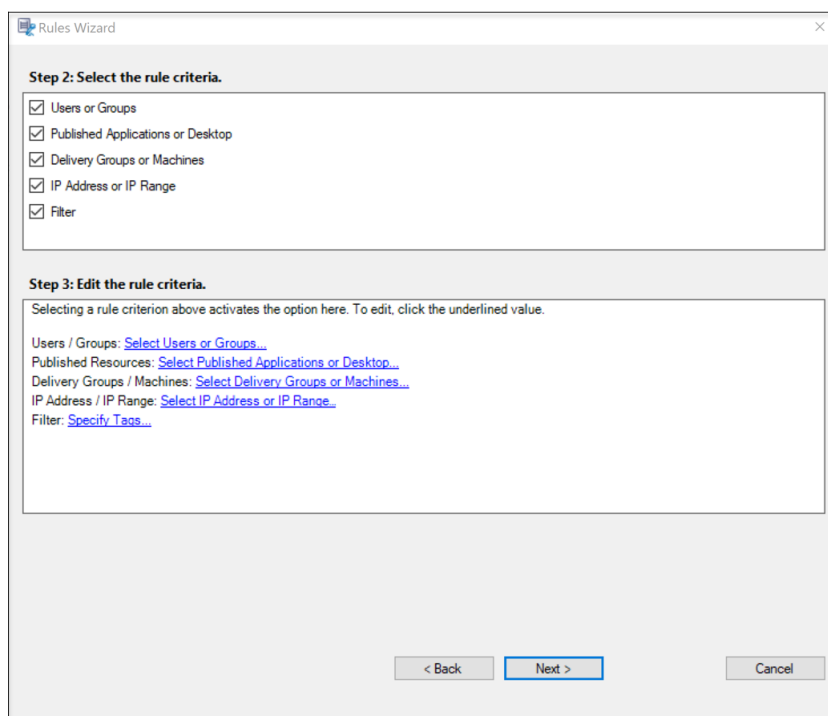 Rules Wizard
Step 2: Select the rule criteria.
Users or Groups
Published Applications or Desktop
Delivery Groups or Machines
IP Address or IP Range
Filter
Step 3: Edit the rule criteria.
Selecting a rule criterion above activates the option here. To edit, click the underlined value.
Users / Groups: Select Users or Groups...
Published Resources: Select Published Applications or Desktop...
Delivery Groups / Machines: Select Delivery Groups or Machines...
IP Address / IP Range: Select IP Address or IP Range...
Filter: Specify Tags...
< Back Next > Cancel